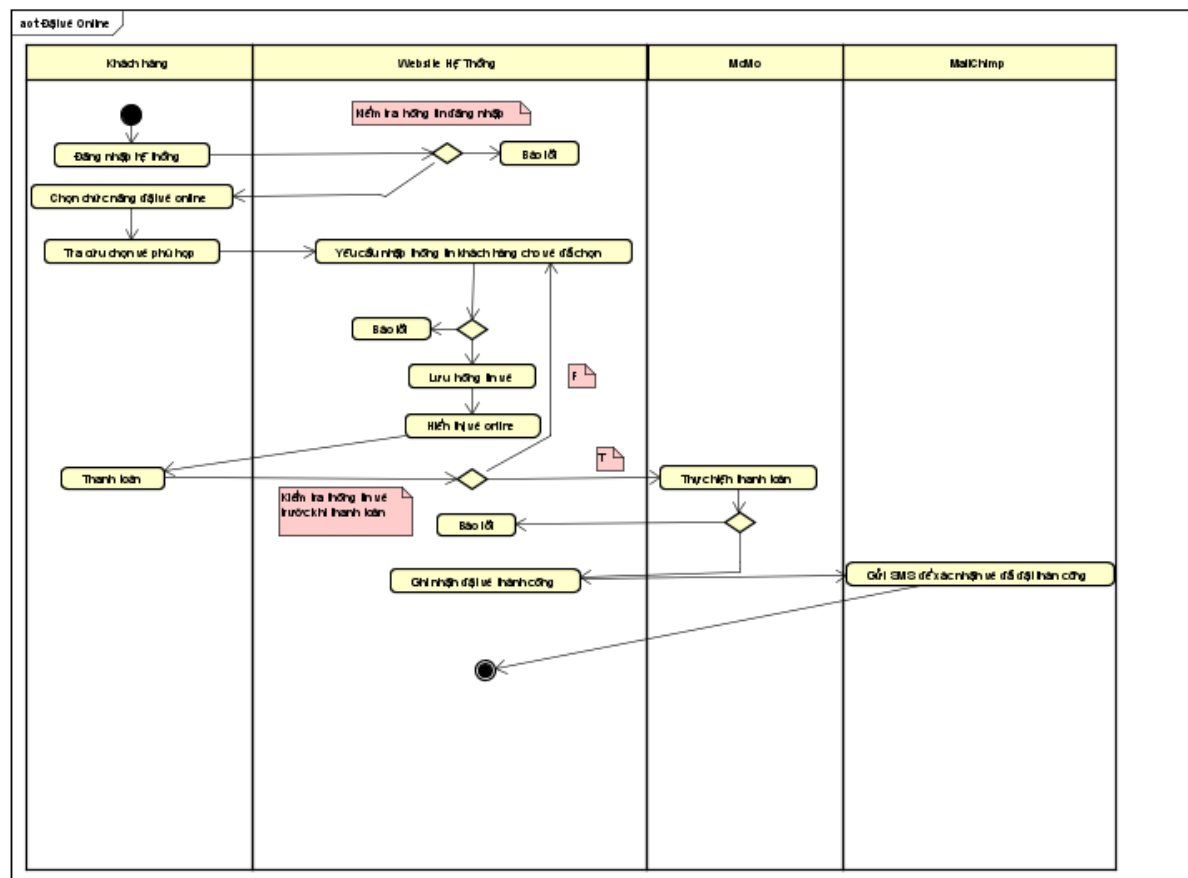 act Đặt vé Online
Khách hàng
Website Hệ Thống
MoMo
MailChimp
Kiểm tra thông tin đăng nhập
Đăng nhập hệ thống
Báo lỗi
Chọn chức năng đặt vé online
Tra cứu chọn vé phù hợp
Yêu cầu nhập thông tin khách hàng cho vé đã chọn
Báo lỗi
Lưu thông tin vé
F
Hiển thị vé online
T
Thanh toán
Thực hiện thanh toán
Kiểm tra thông tin vé
trước khi thanh toán
Báo lỗi
Ghi nhận đặt vé thành công
Gửi SMS để xác nhận vé đã đặt thàn công